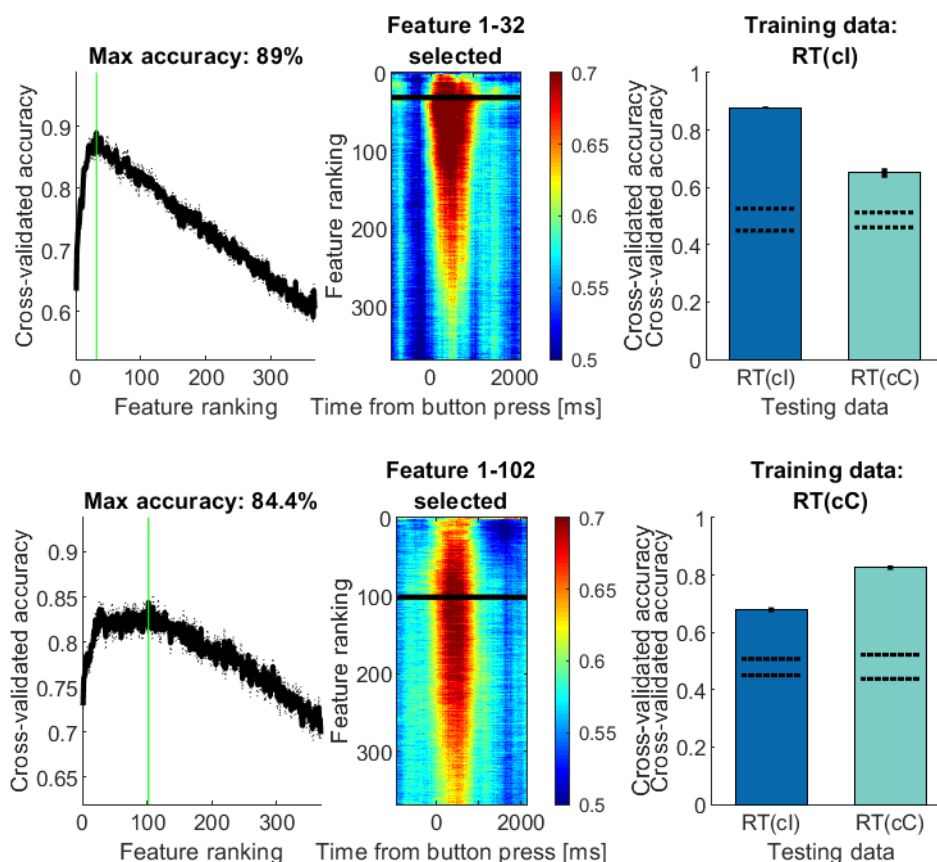 Max accuracy: 89%
Cross-validated accuracy
0.9
0.8
0.7
0.6
0 100 200 300
Feature ranking
Feature 1-32
selected
Feature ranking
0
100
200
300
0 2000
Time from button press [ms]
0.7
0.65
0.6
0.55
0.5
Training data:
RT(cI)
Cross-validated accuracy
Cross-validated accuracy
1
0.8
0.6
0.4
0.2
0
RT(cI) RT(cC)
Testing data
Max accuracy: 84.4%
Cross-validated accuracy
0.9
0.85
0.8
0.75
0.7
0.65
0 100 200 300
Feature ranking
Feature 1-102
selected
Feature ranking
0
100
200
300
0 2000
Time from button press [ms]
0.7
0.65
0.6
0.55
0.5
Training data:
RT(cC)
Cross-validated accuracy
Cross-validated accuracy
1
0.8
0.6
0.4
0.2
0
RT(cI) RT(cC)
Testing data